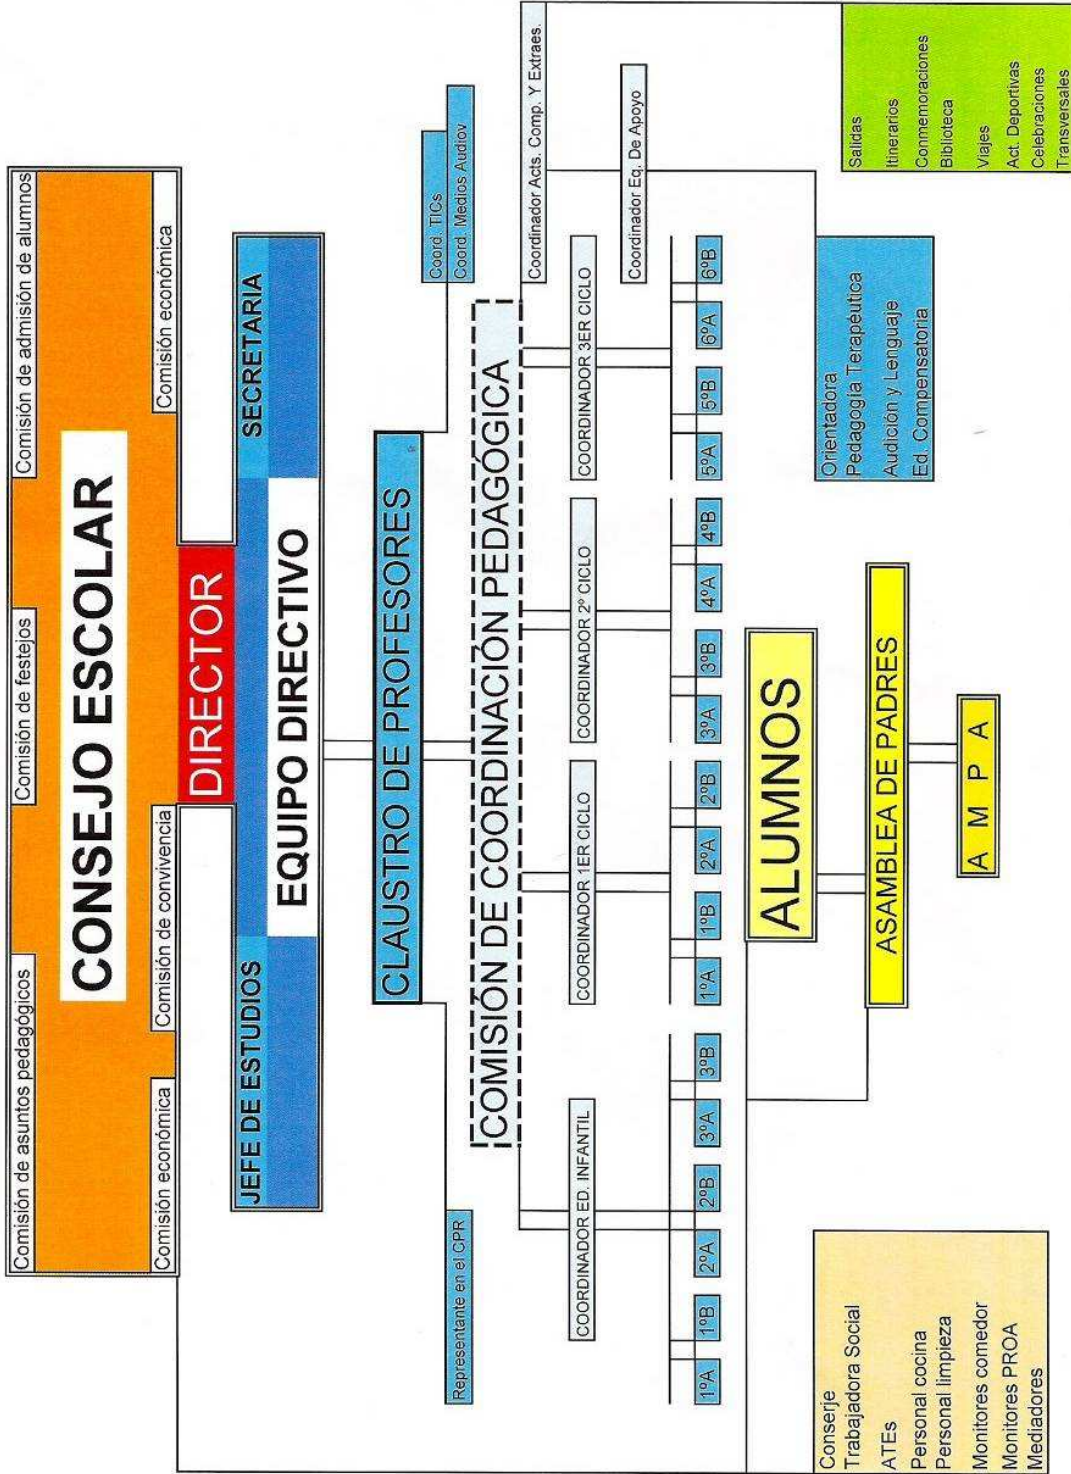 Comisión de asuntos pedagógicos
Comisión de festejos
Comisión de admisión de alumnos
CONSEJO ESCOLAR
Comisión económica
Comisión de convivencia
Comisión económica
DIRECTOR
JEFE DE ESTUDIOS
SECRETARIA
EQUIPO DIRECTIVO
CLAUSTRO DE PROFESORES
Representante en el CPR
Coord. TICs
Coord. Medios Audiov
COMISIÓN DE COORDINACIÓN PEDAGÓGICA
Coordinador Acts. Comp. Y Extraes.
COORDINADOR ED. INFANTIL
COORDINADOR 1ER CICLO
COORDINADOR 2º CICLO
COORDINADOR 3ER CICLO
Coordinador Eq. De Apoyo
1ºA 1ºB 2ºA 2ºB 3ºA 3ºB 1ºA 1ºB 2ºA 2ºB 3ºA 3ºB 4ºA 4ºB 5ºA 5ºB 6ºA 6ºB
ALUMNOS
ASAMBLEA DE PADRES
A M P A
Conserje
Trabajadora Social
ATEs
Personal cocina
Personal limpieza
Monitores comedor
Monitores PROA
Mediadores
Orientadora
Pedagogía Terapeútica
Audición y Lenguaje
Ed. Compensatoria
Salidas
Itinerarios
Conmemoraciones
Biblioteca
Viajes
Act. Deportivas
Celebraciones
Transversales